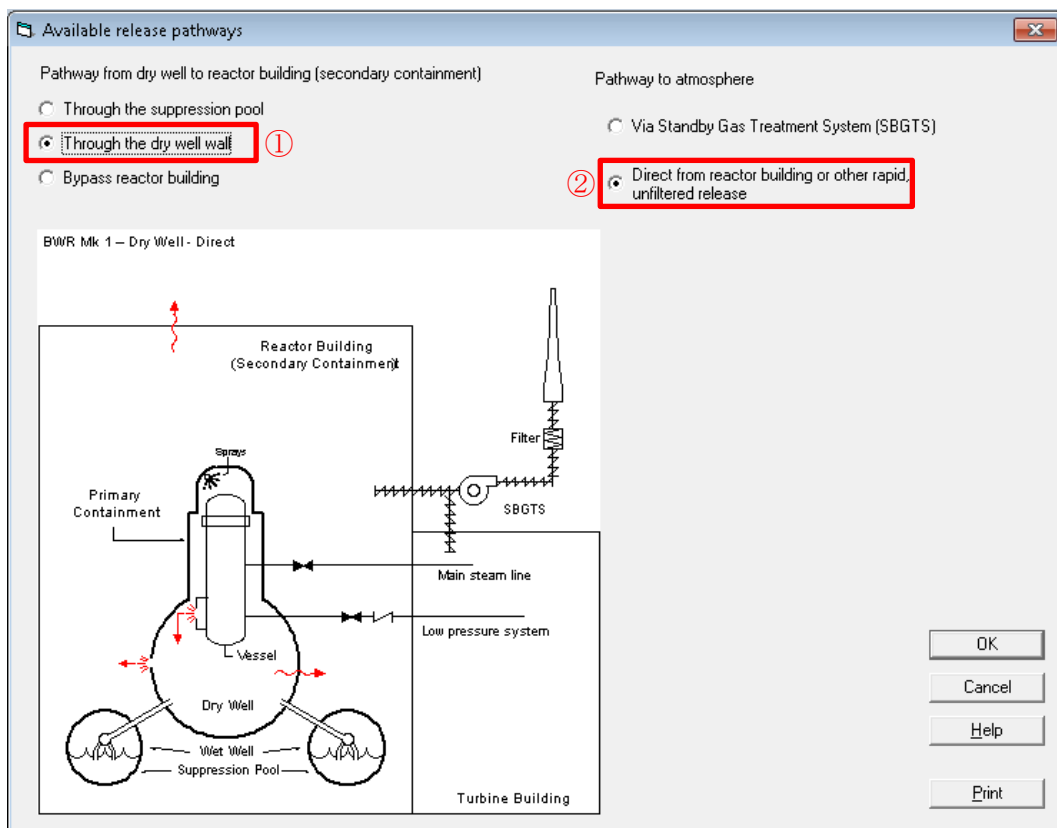 Available release pathways
Pathway from dry well to reactor building (secondary containment)
Through the suppression pool
Through the dry well wall
①
Bypass reactor building
Pathway to atmosphere
Via Standby Gas Treatment System (SBGTS)
②
Direct from reactor building or other rapid,
unfiltered release
BWR Mk 1 – Dry Well - Direct
Reactor Building
(Secondary Containment)
Filter
Sprays
Primary
Containment
SBGTS
Main steam line
Low pressure system
Vessel
Dry Well
Wet Well
Suppression Pool
Turbine Building
OK
Cancel
Help
Print